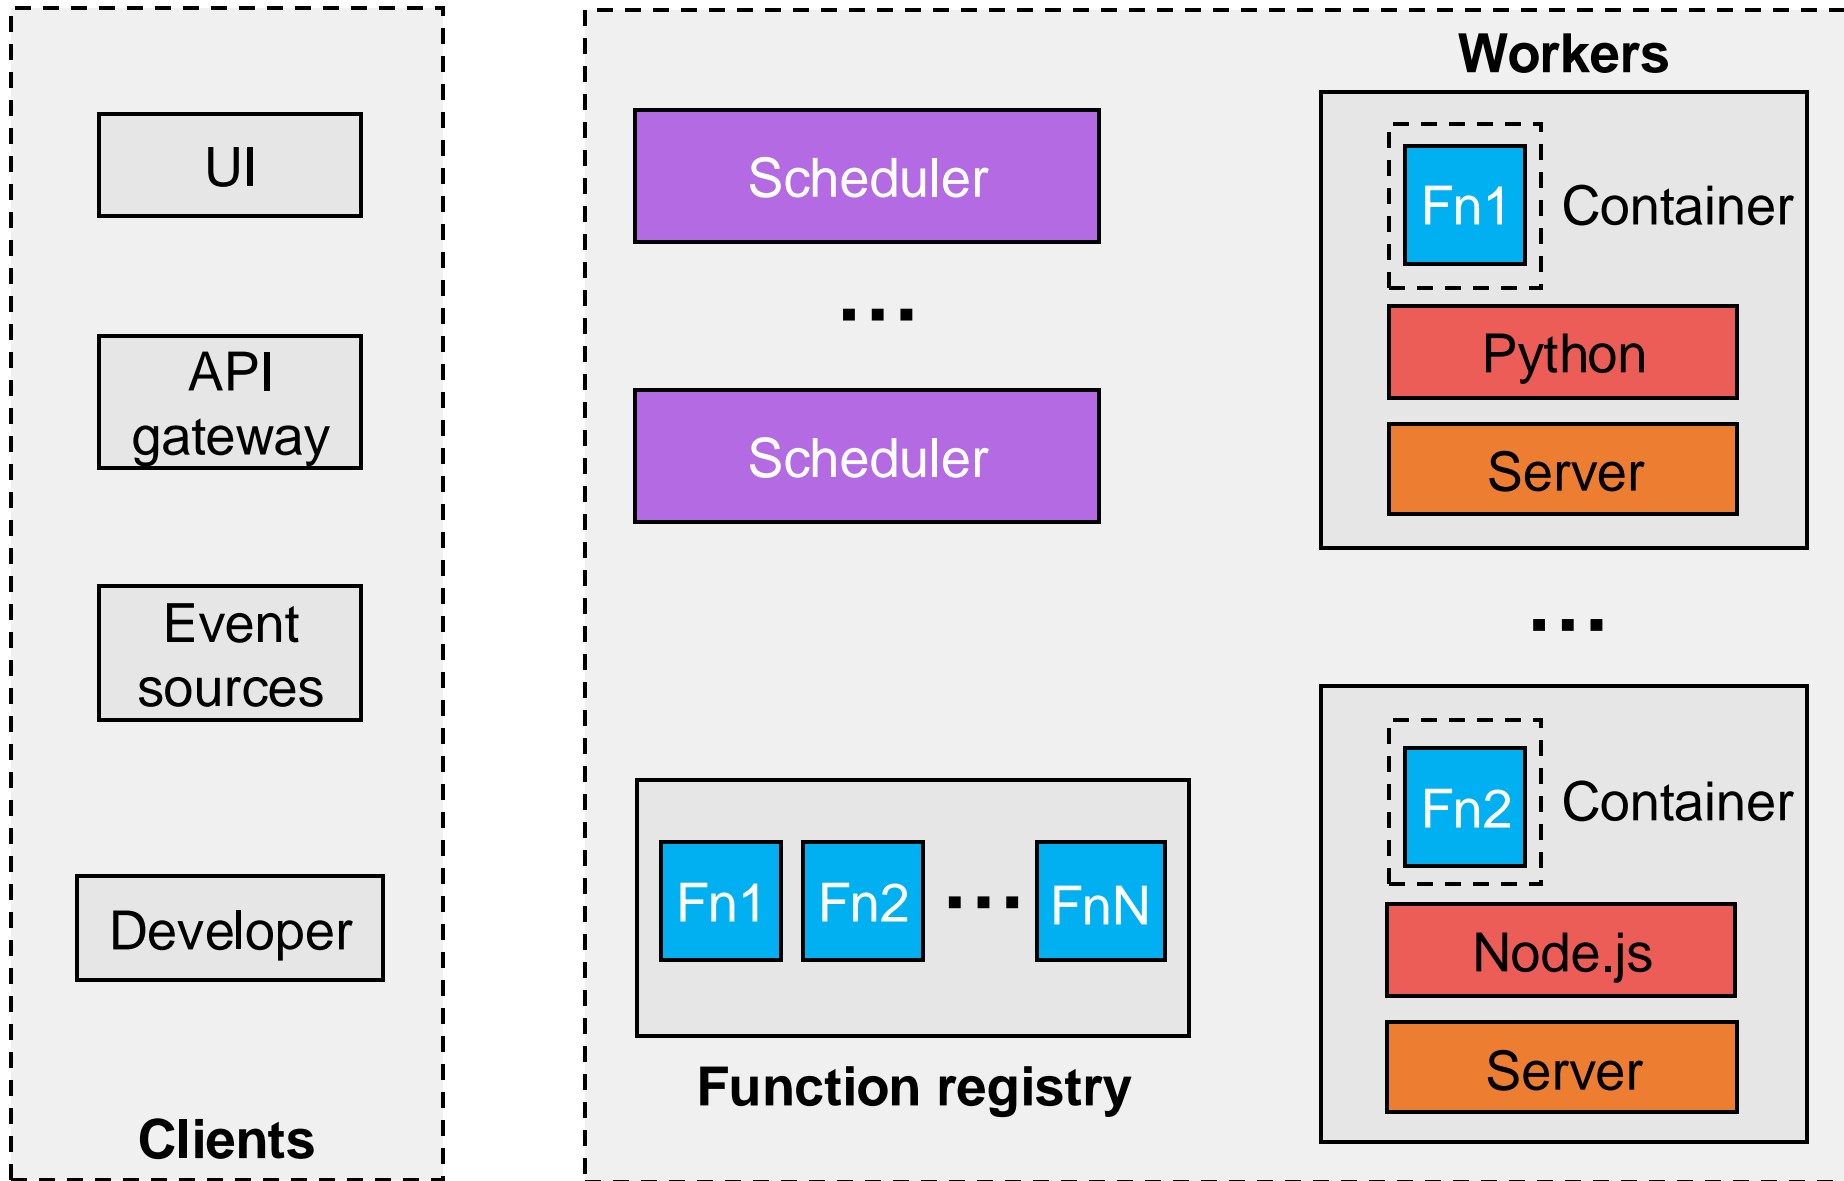 UI
API
gateway
Event
sources
Developer
Clients
Scheduler
...
Scheduler
Fn1
Fn2
...
FnN
Function registry
Workers
Fn1
Container
Python
Server
...
Fn2
Container
Node.js
Server